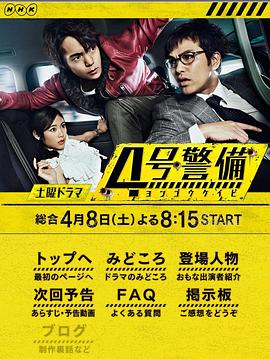 NHK
土曜ドラマ
4号警備
ヨンゴウケイビ
総合4月8日(土)よる8:15 START
トップへ
最初のページへ
みどころ
ドラマのみどころ
登場人物
おもな出演者紹介
次回予告
あらすじ・予告動画
FAQ
よくある質問
掲示板
ご感想をどうぞ
ブログ
制作裏話など